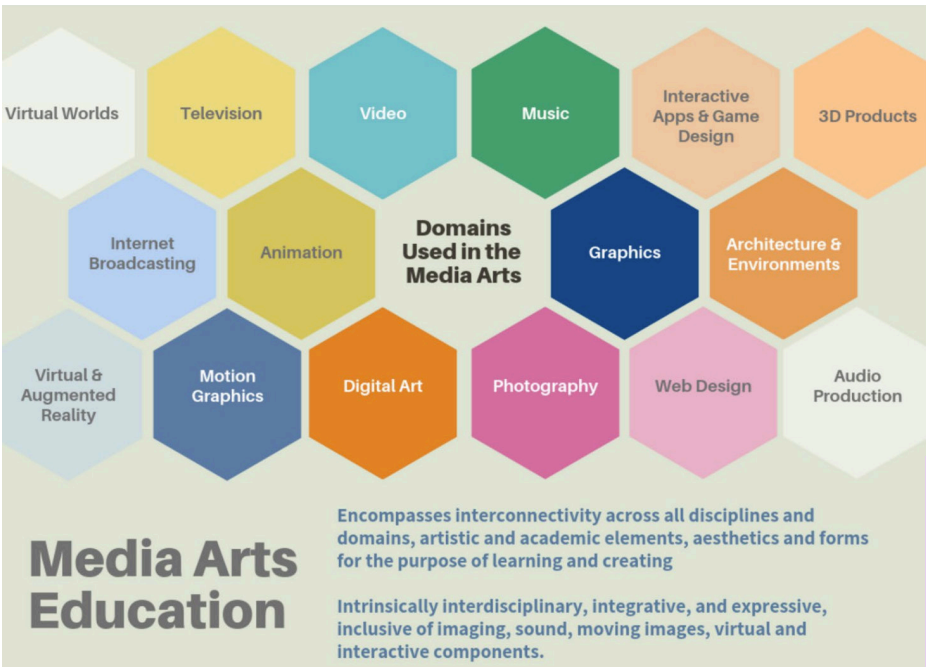 Virtual Worlds
Television
Video
Music
Interactive
Apps & Game
Design
3D Products
Internet
Broadcasting
Animation
Domains
Used in the
Media Arts
Graphics
Architecture &
Environments
Virtual &
Augmented
Reality
Motion
Graphics
Digital Art
Photography
Web Design
Audio
Production
Media Arts
Education
Encompasses interconnectivity across all disciplines and
domains, artistic and academic elements, aesthetics and forms
for the purpose of learning and creating
Intrinsically interdisciplinary, integrative, and expressive,
inclusive of imaging, sound, moving images, virtual and
interactive components.